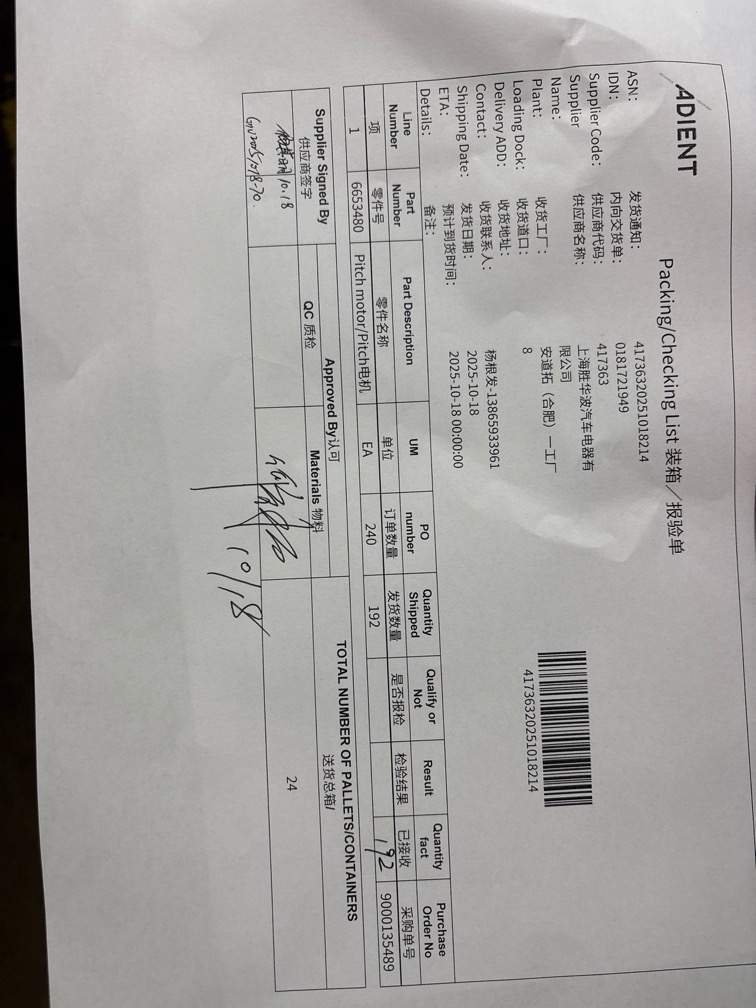 ADIENT
Packing/Checking List 装箱／报验单
ASN: 发货通知: 41736320251018214
IDN: 内向交货单: 0181721949
Supplier Code: 供应商代码: 417363
Supplier Name: 供应商名称: 上海胜华波汽车电器有限公司
Plant: 收货工厂: 安道拓（合肥）一工厂
Loading Dock: 收货道口: 8
Delivery ADD: 收货地址:
Contact: 收货联系人: 杨根发-13865933961
Shipping Date: 发货日期: 2025-10-18
ETA: 预计到货时间: 2025-10-18 00:00:00
Details: 备注:
41736320251018214
Line Number Part Number Part Description UM PO number Quantity Shipped Qualify or Not Result Quantity fact Purchase Order No
项 零件号 零件名称 单位 订单数量 发货数量 是否报检 检验结果 已接收 采购单号
1 6653480 Pitch motor/Pitch电机 EA 240 192 192 9000135489
Supplier Signed By 供应商签字
Approved By认可
TOTAL NUMBER OF PALLETS/CONTAINERS
送货总箱/
QC 质检
Materials 物料
10.18
24
10/18